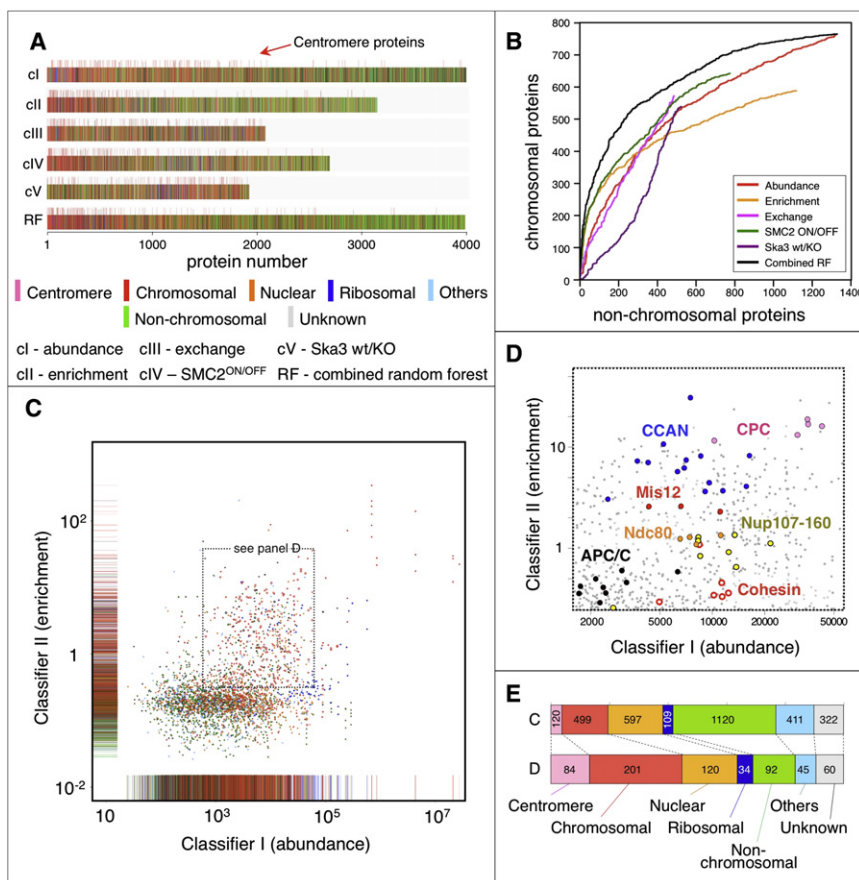 A
Centromere proteins
cI
cII
cIII
cIV
cV
RF
1 1000 2000 3000 4000
protein number
Centromere Chromosomal Nuclear Ribosomal Others
Non-chromosomal Unknown
cI - abundance cIII - exchange cV - Ska3 wt/KO
cII - enrichment cIV – SMC2ON/OFF RF - combined random forest
B
chromosomal proteins
800
700
600
500
400
300
200
100
0
0 200 400 600 800 1000 1200 1400
non-chromosomal proteins
Abundance
Enrichment
Exchange
SMC2 ON/OFF
Ska3 wt/KO
Combined RF
C
Classifier II (enrichment)
10²
1
10⁻²
see panel D
10 10³ 10⁵ 10⁷
Classifier I (abundance)
D
Classifier II (enrichment)
10
1
CCAN
CPC
Mis12
Ndc80
Nup107-160
APC/C
Cohesin
2000 5000 10000 20000 50000
Classifier I (abundance)
E
C 120 499 597 109 1120 411 322
D 84 201 120 34 92 45 60
Centromere Nuclear Others
Chromosomal Ribosomal Unknown
Non-
chromosomal